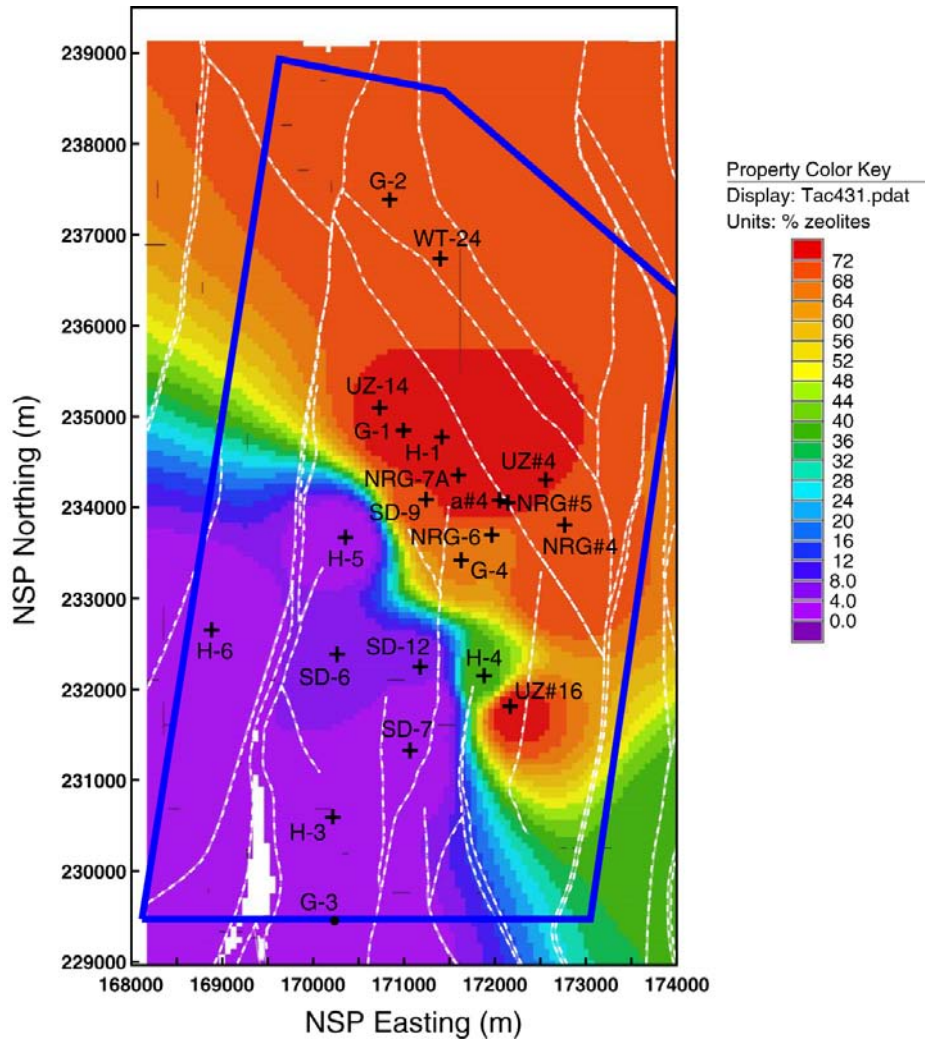 239000
238000
237000
236000
235000
234000
233000
232000
231000
230000
229000
NSP Northing (m)
168000 169000 170000 171000 172000 173000 174000
NSP Easting (m)
G-2
WT-24
UZ-14
G-1
H-1
NRG-7A
UZ#4
SD-9
a#4
NRG#5
NRG-6
NRG#4
H-5
G-4
H-6
SD-6
SD-12
H-4
UZ#16
SD-7
H-3
G-3
Property Color Key
Display: Tac431.pdat
Units: % zeolites
72
68
64
60
56
52
48
44
40
36
32
28
24
20
16
12
8.0
4.0
0.0